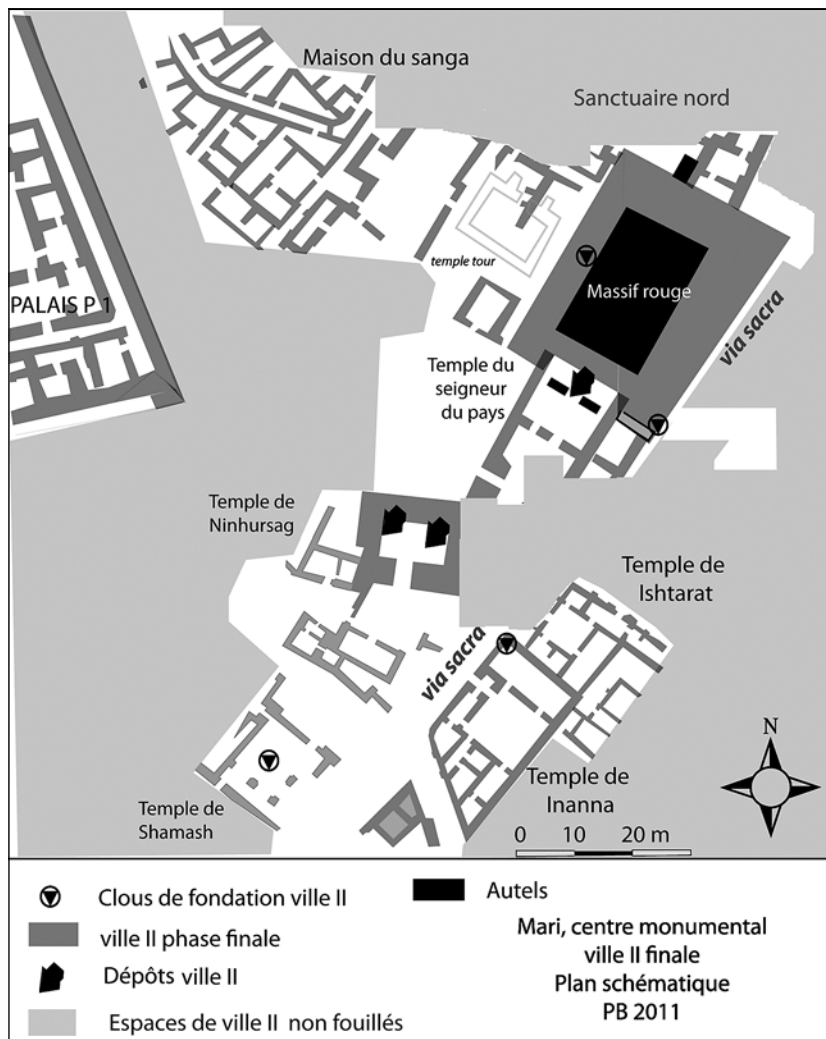 Maison du sanga
Sanctuaire nord
temple tour
Massif rouge
PALAIS P 1
via sacra
Temple du
seigneur
du pays
Temple de
Ninhursag
Temple de
Ishtarat
via sacra
Temple de
Shamash
Temple de
Inanna
N
0 10 20 m
Clous de fondation ville II
Autels
ville II phase finale
Dépôts ville II
Espaces de ville II non fouillés
Mari, centre monumental
ville II finale
Plan schématique
PB 2011